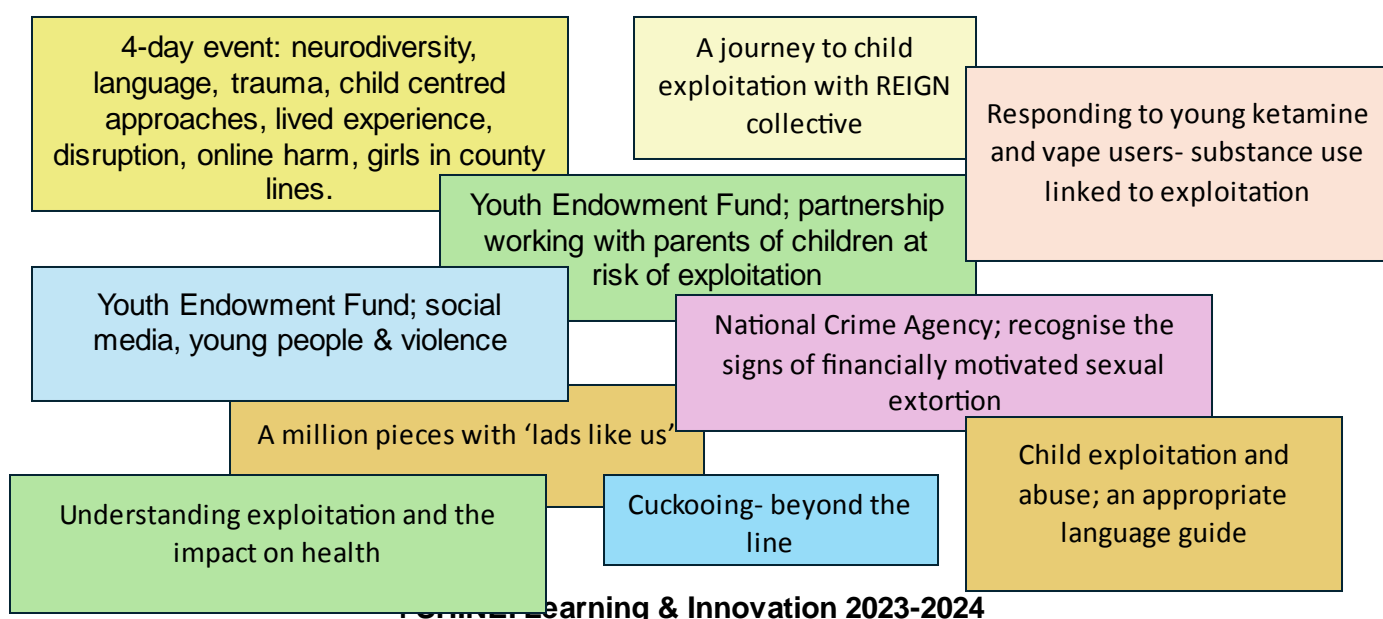 4-day event: neurodiversity,
language, trauma, child centred
approaches, lived experience,
disruption, online harm, girls in county
lines.
A journey to child
exploitation with REIGN
collective
Responding to young ketamine
and vape users- substance use
linked to exploitation
Youth Endowment Fund; partnership
working with parents of children at
risk of exploitation
Youth Endowment Fund; social
media, young people & violence
National Crime Agency; recognise the
signs of financially motivated sexual
extortion
A million pieces with ‘lads like us’
Child exploitation and
abuse; an appropriate
language guide
Understanding exploitation and the
impact on health
Cuckooing- beyond the
line
Learning & Innovation 2023-2024